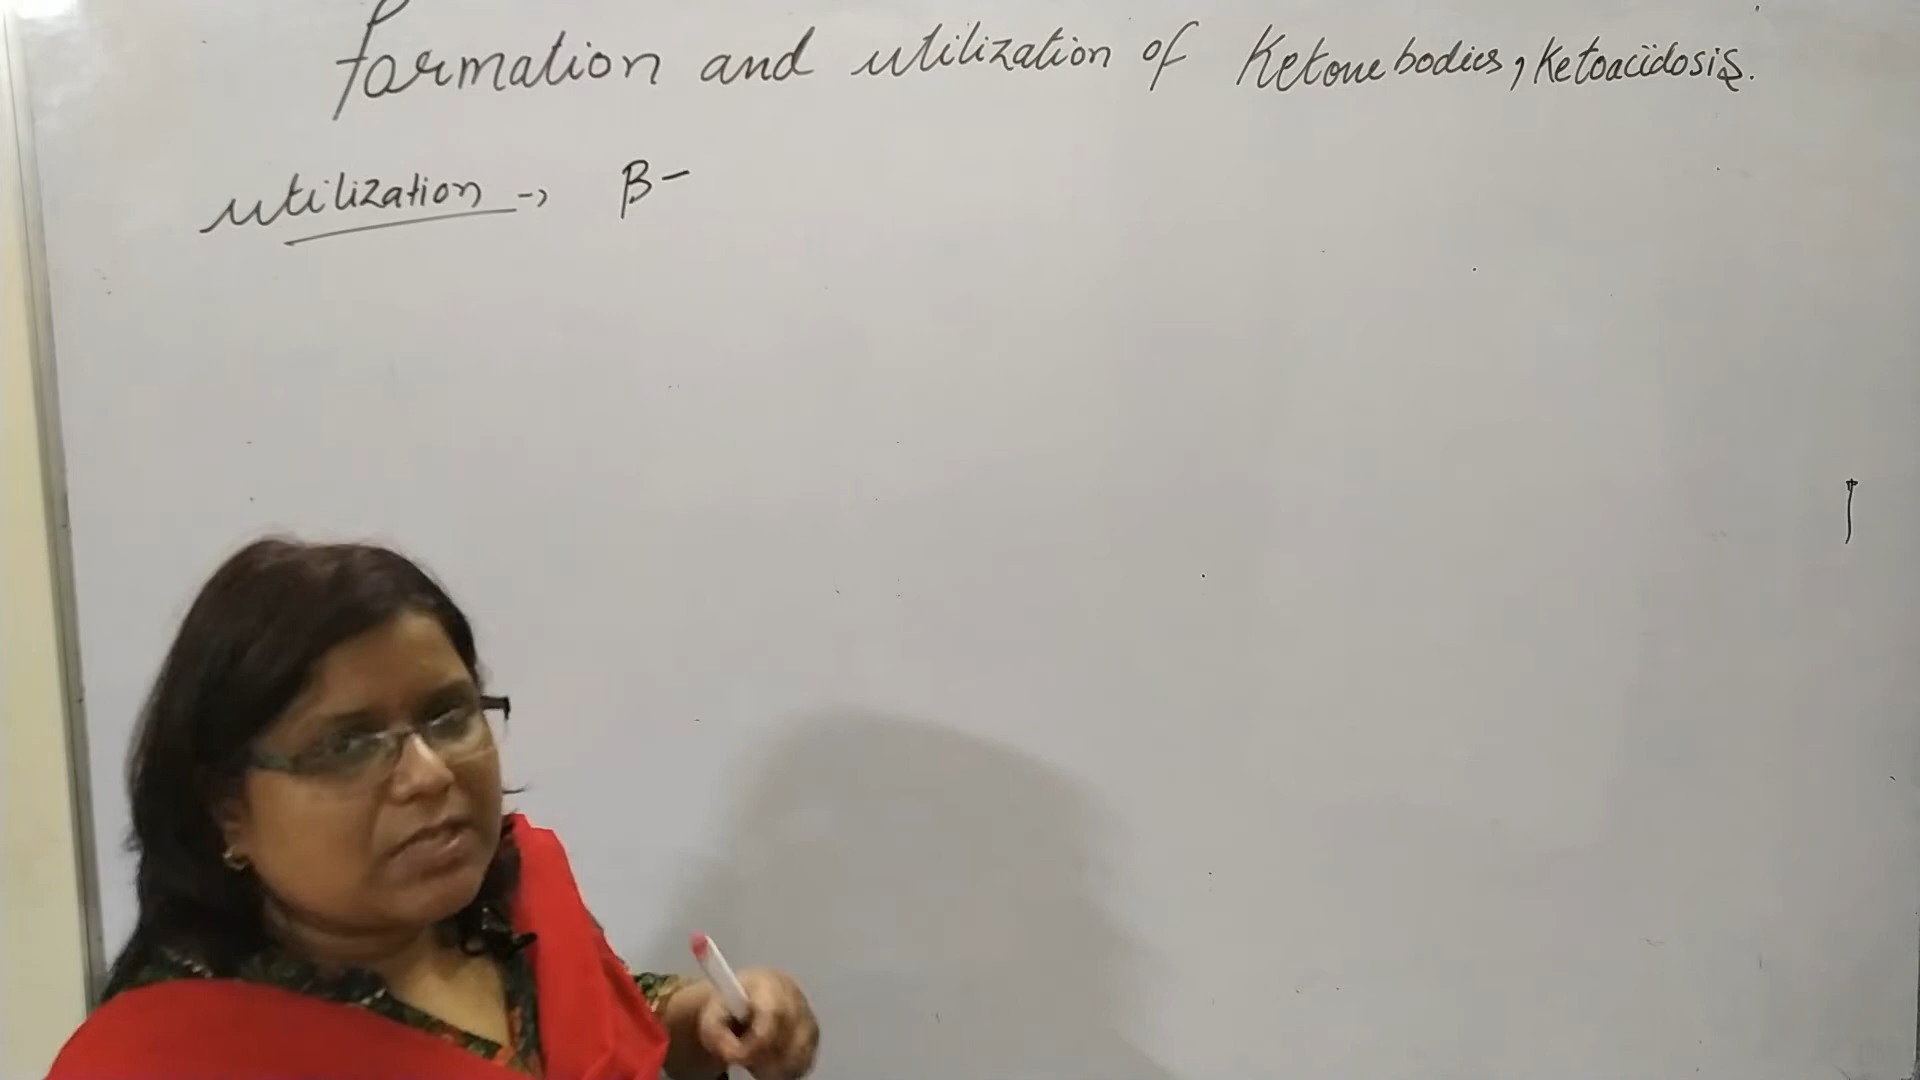 formation and utilization of Ketone bodies, Ketoacidosis.
utilization -> β-